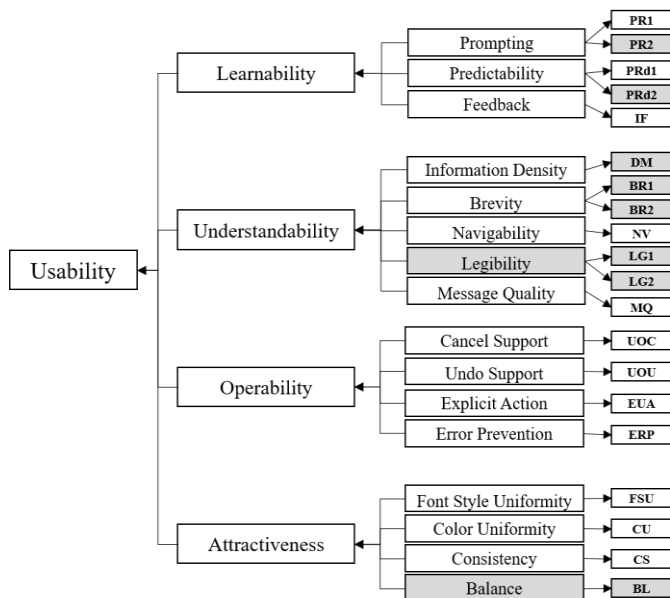 Usability
Learnability
Prompting
PR1
PR2
Predictability
PRd1
PRd2
Feedback
IF
Understandability
Information Density
DM
Brevity
BR1
BR2
Navigability
NV
Legibility
LG1
LG2
Message Quality
MQ
Operability
Cancel Support
UOC
Undo Support
UOU
Explicit Action
EUA
Error Prevention
ERP
Attractiveness
Font Style Uniformity
FSU
Color Uniformity
CU
Consistency
CS
Balance
BL